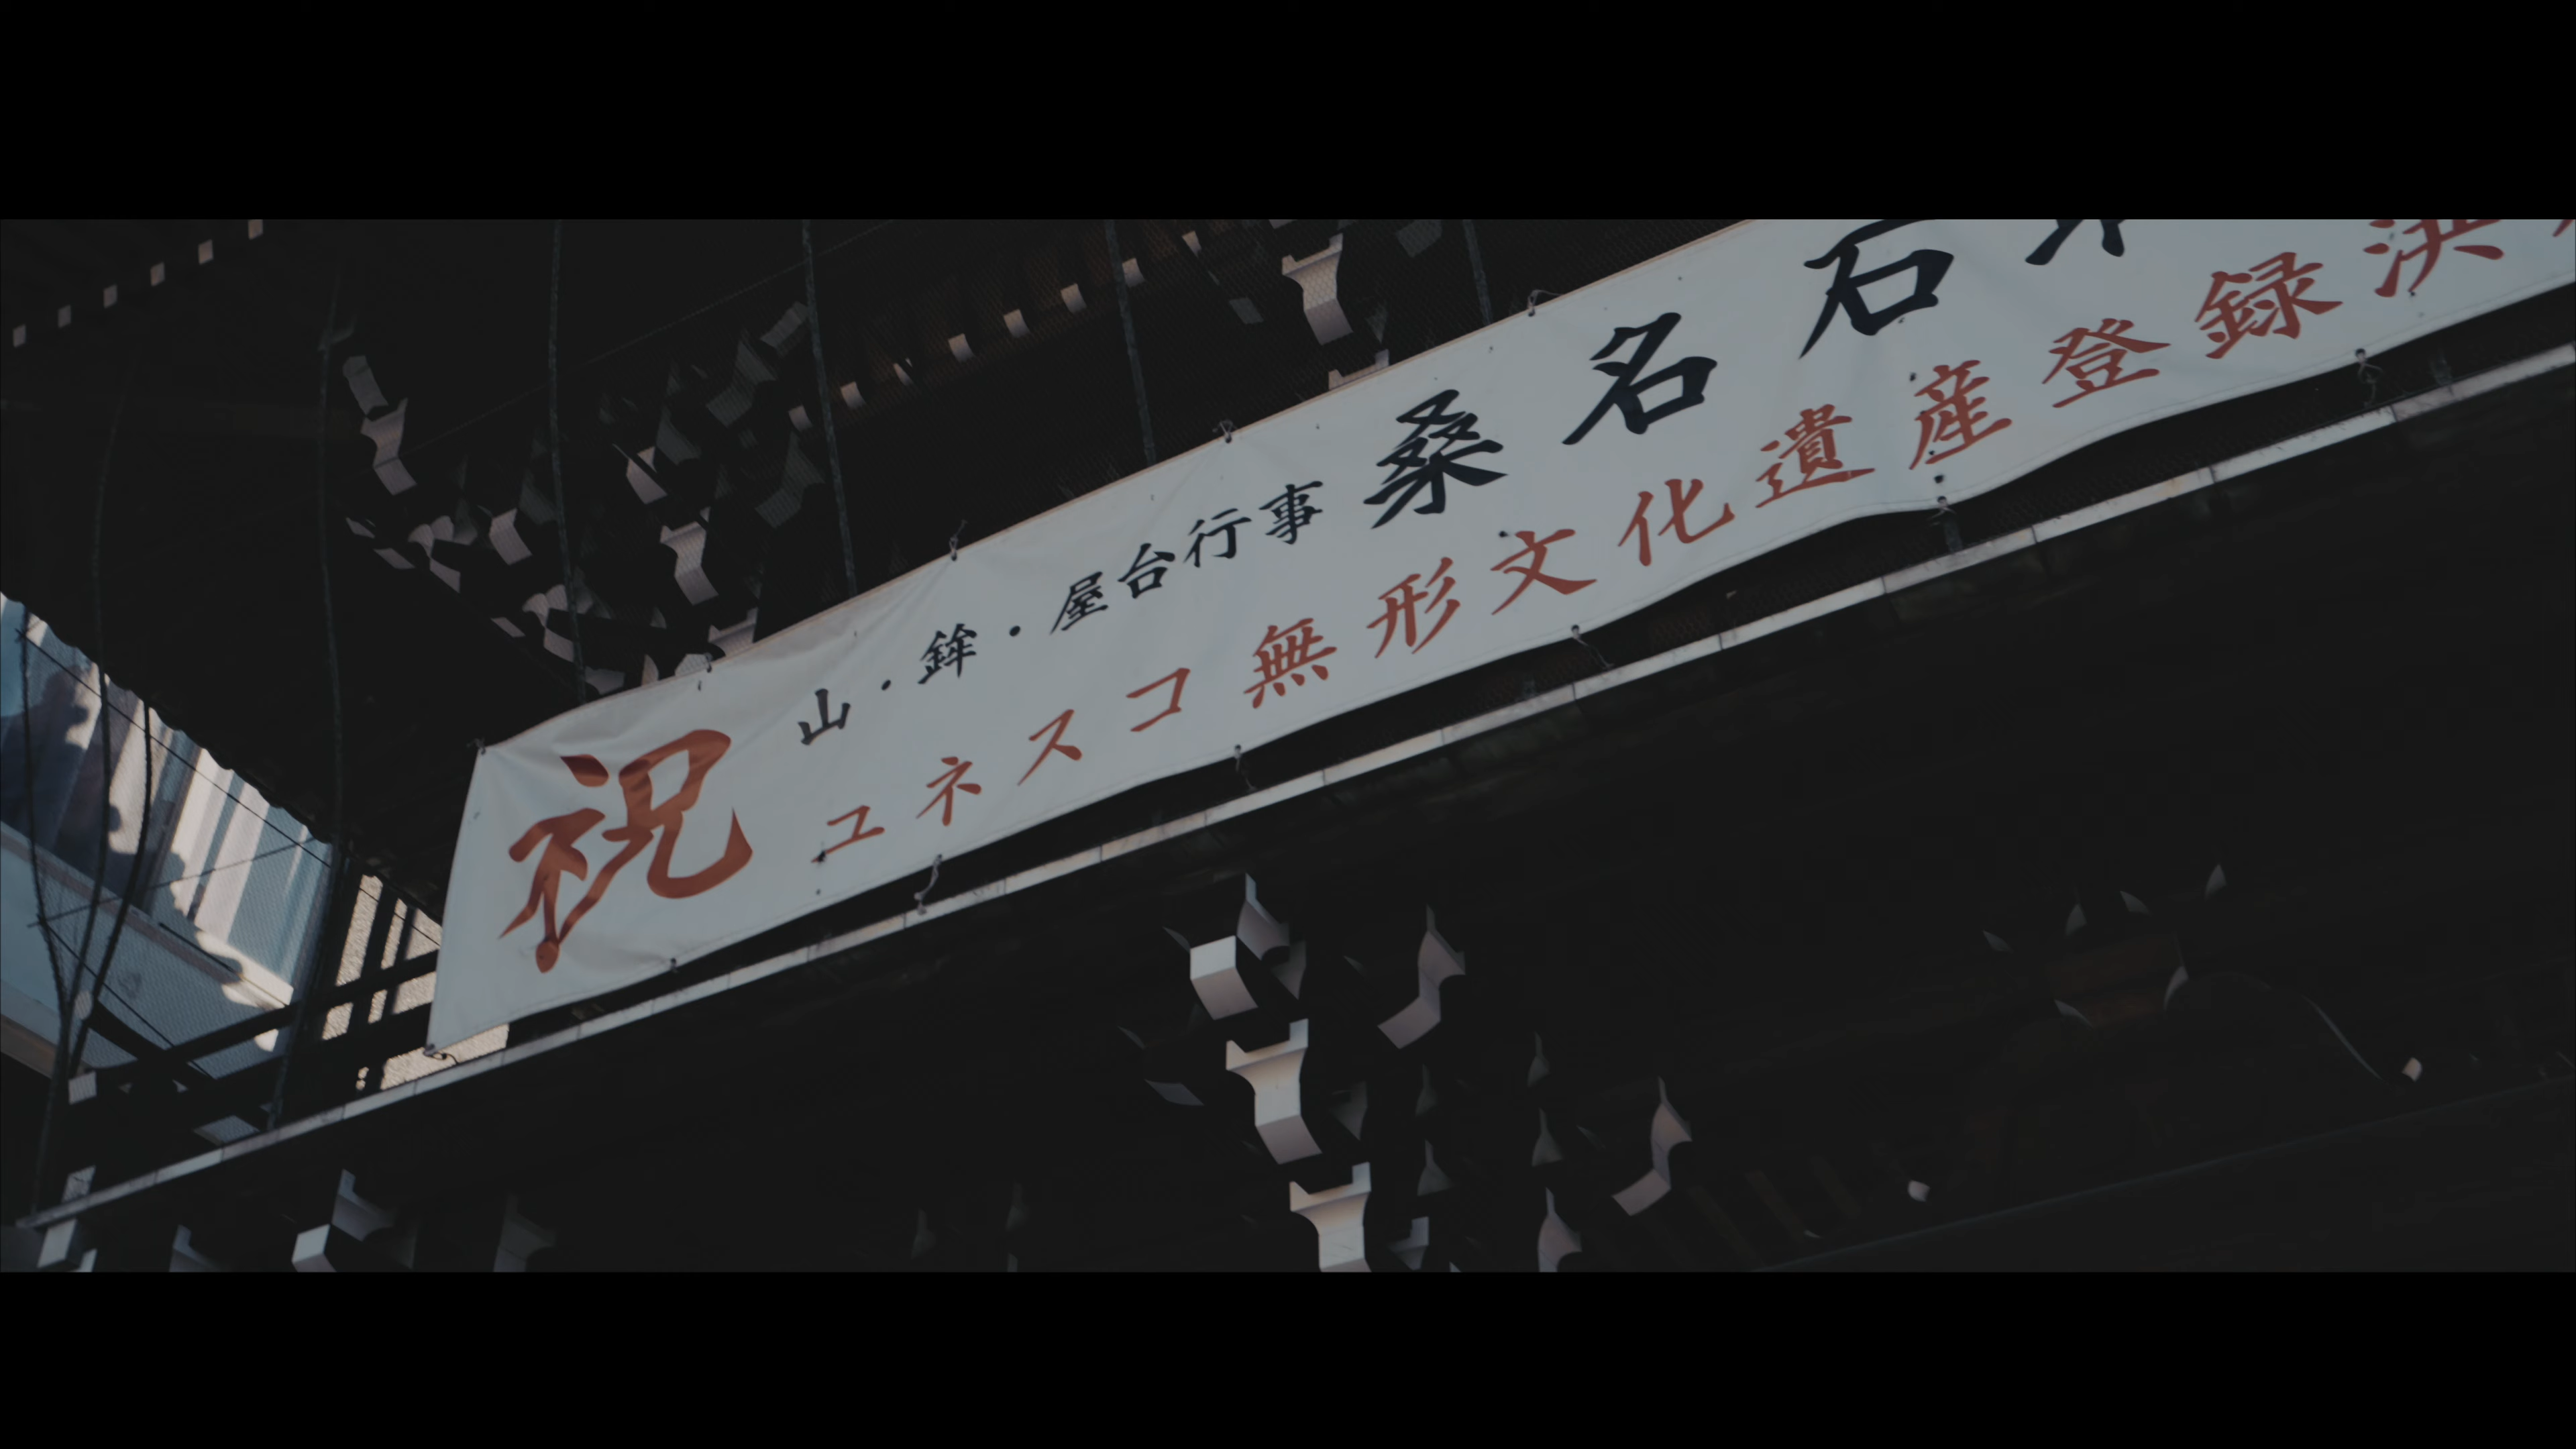 祝
山・鉾・屋台行事 桑名石
ユネスコ無形文化遺産登録決